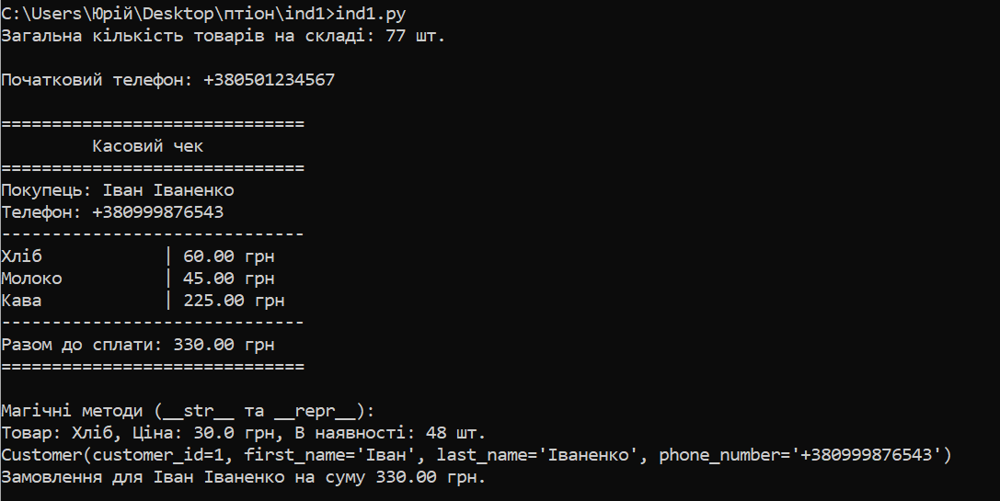 C:\Users\Юрій\Desktop\птіон\ind1>ind1.py
Загальна кількість товарів на складі: 77 шт.
Початковий телефон: +380501234567
==============================
Касовий чек
==============================
Покупець: Іван Іваненко
Телефон: +380999876543
------------------------------
Хліб | 60.00 грн
Молоко | 45.00 грн
Кава | 225.00 грн
------------------------------
Разом до сплати: 330.00 грн
==============================
Магічні методи (__str__ та __repr__):
Товар: Хліб, Ціна: 30.0 грн, В наявності: 48 шт.
Customer(customer_id=1, first_name='Іван', last_name='Іваненко', phone_number='+380999876543')
Замовлення для Іван Іваненко на суму 330.00 грн.